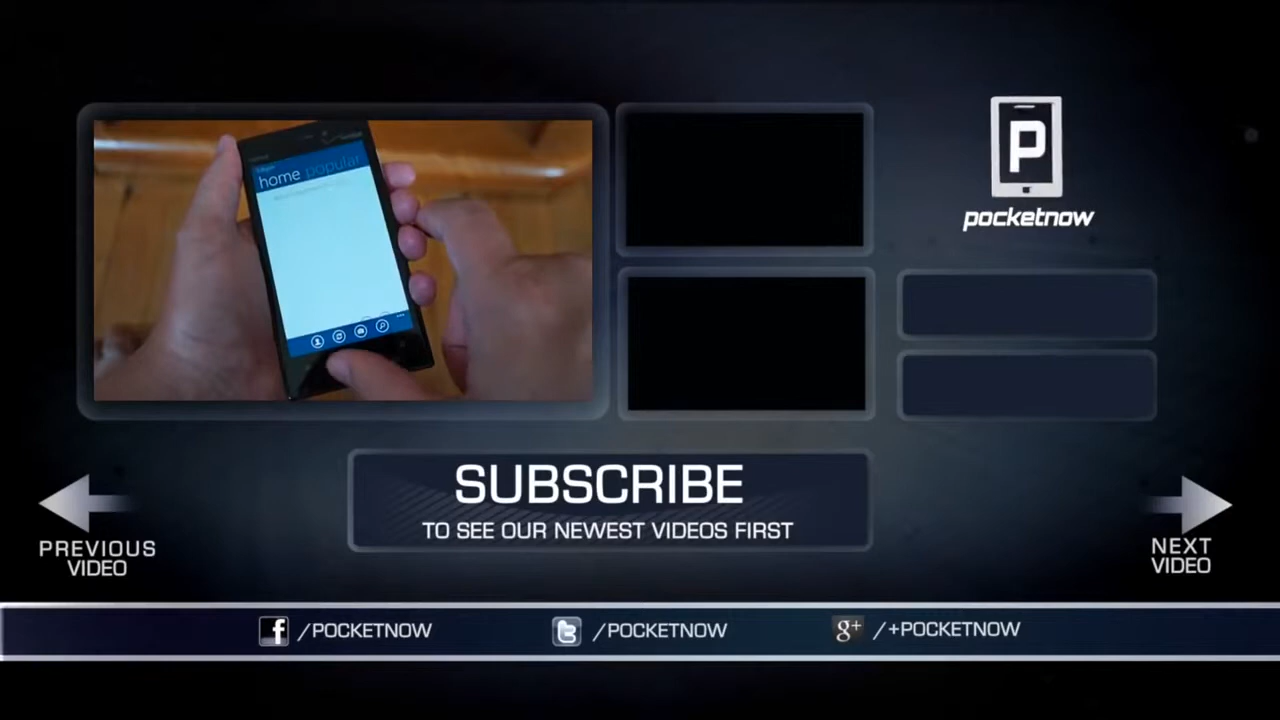 home popular
P
pocketnow
SUBSCRIBE
TO SEE OUR NEWEST VIDEOS FIRST
PREVIOUS
VIDEO
NEXT
VIDEO
f /POCKETNOW
t /POCKETNOW
g+ /+POCKETNOW